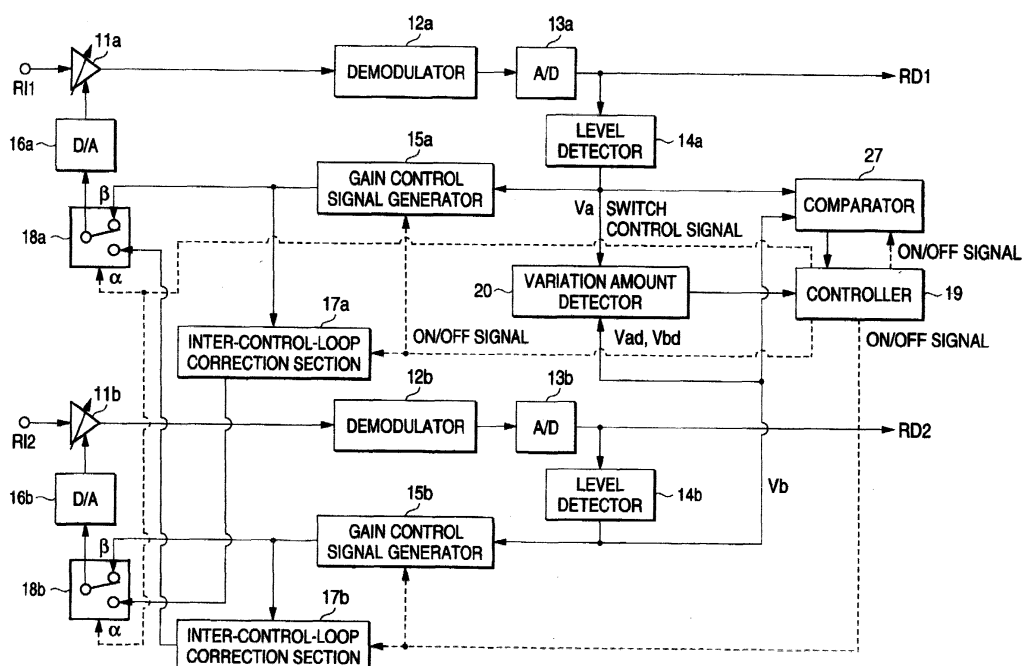 11a
12a
13a
RI1
DEMODULATOR
A/D
RD1
16a
D/A
15a
LEVEL
DETECTOR
14a
27
β
GAIN CONTROL
SIGNAL GENERATOR
Va
SWITCH
CONTROL SIGNAL
COMPARATOR
18a
α
ON/OFF SIGNAL
20
VARIATION AMOUNT
DETECTOR
CONTROLLER
19
17a
INTER-CONTROL-LOOP
CORRECTION SECTION
ON/OFF SIGNAL
Vad, Vbd
ON/OFF SIGNAL
11b
12b
13b
RI2
DEMODULATOR
A/D
RD2
16b
D/A
15b
LEVEL
DETECTOR
14b
Vb
β
GAIN CONTROL
SIGNAL GENERATOR
18b
α
17b
INTER-CONTROL-LOOP
CORRECTION SECTION